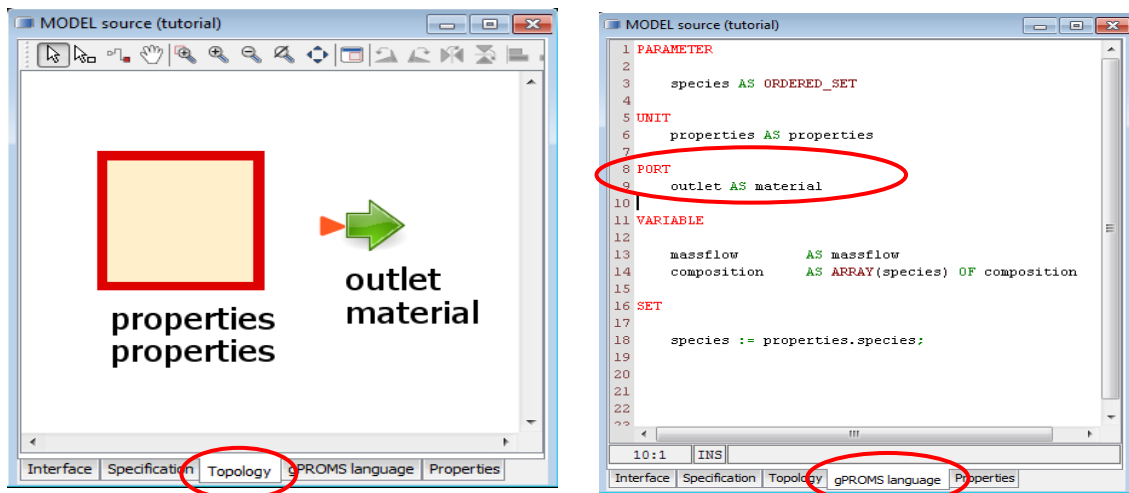 MODEL source (tutorial)
properties
properties
outlet
material
Interface Specification Topology gPROMS language Properties
MODEL source (tutorial)
1 PARAMETER
2
3 species AS ORDERED_SET
4
5 UNIT
6 properties AS properties
7
8 PORT
9 outlet AS material
10
11 VARIABLE
12
13 massflow AS massflow
14 composition AS ARRAY(species) OF composition
15
16 SET
17
18 species := properties.species;
19
20
21
22
23
10:1 INS
Interface Specification Topology gPROMS language Properties